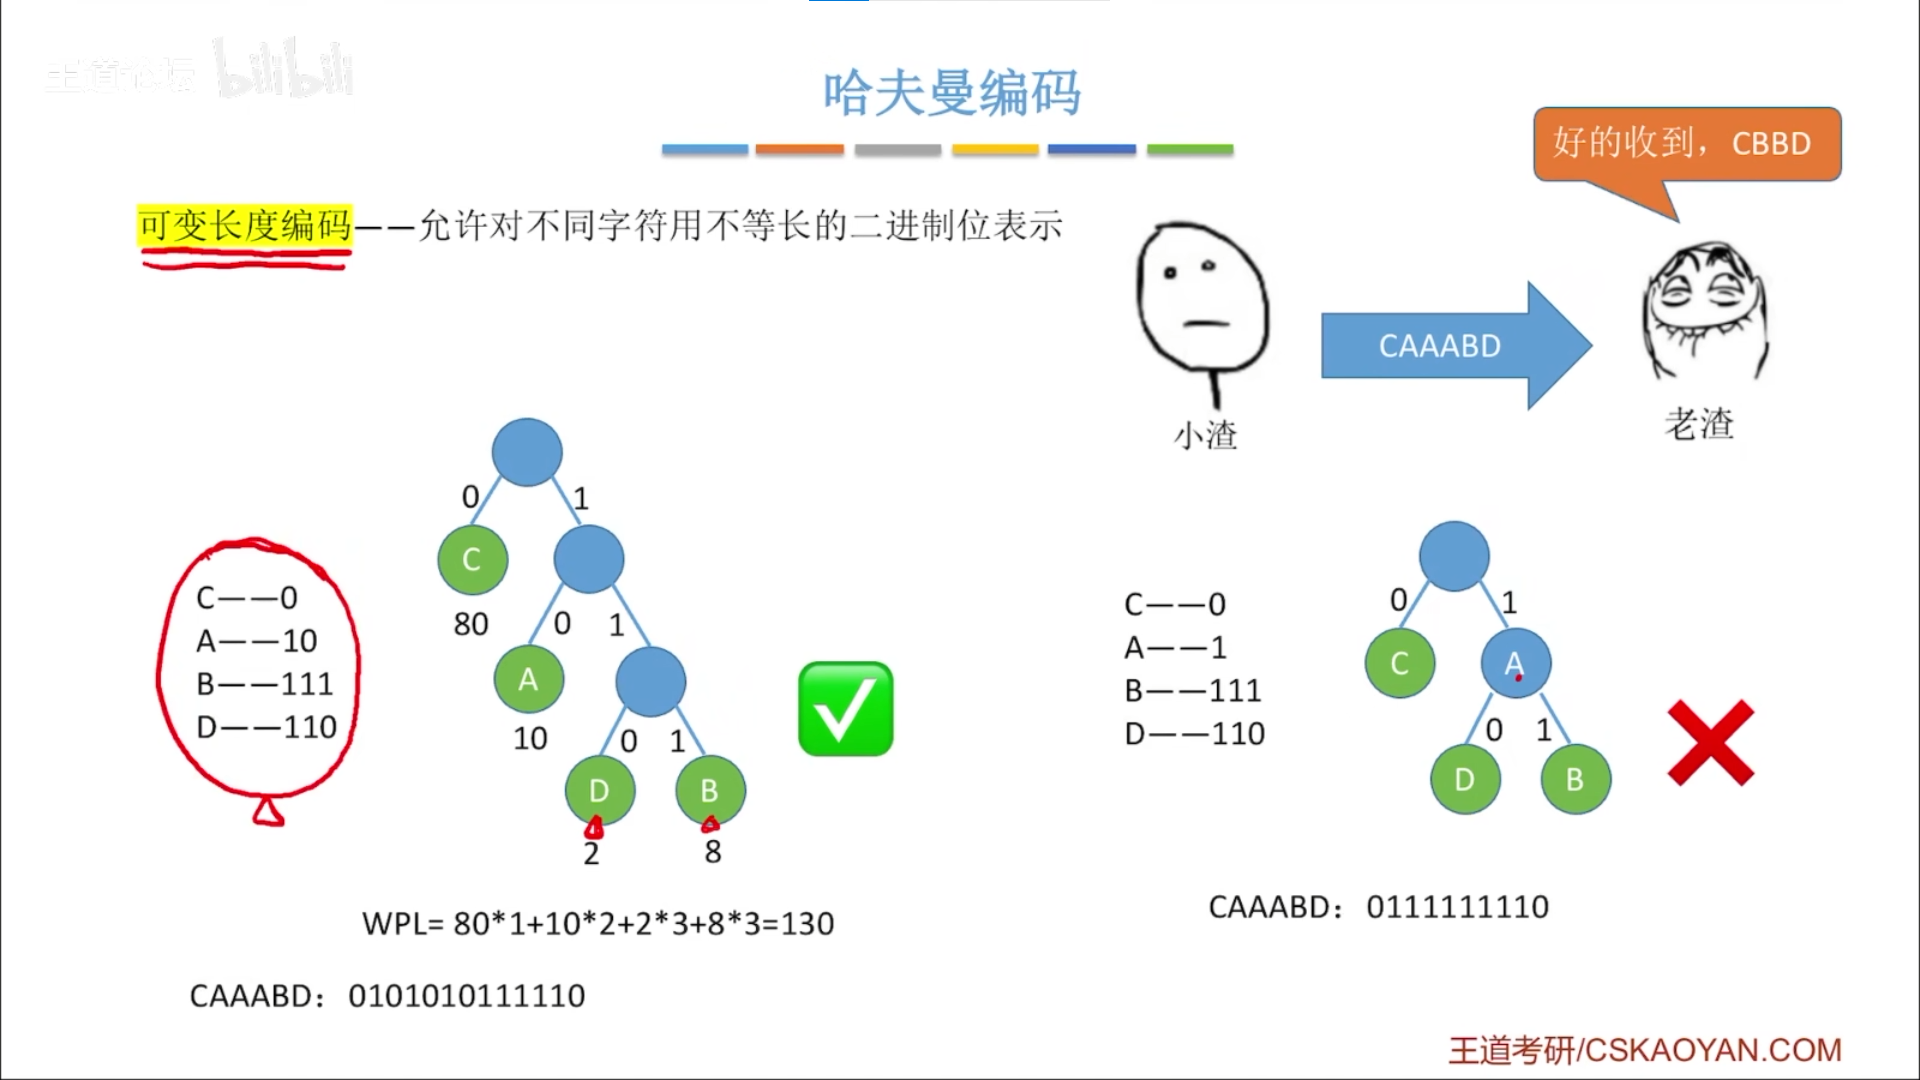 王道论坛 bilibili
哈夫曼编码
好的收到，CBBD
可变长度编码——允许对不同字符用不等长的二进制位表示
CAAABD
小渣
老渣
C——0
A——10
B——111
D——110
0
1
C
80
0
1
A
10
0
1
D
B
2
8
WPL= 80*1+10*2+2*3+8*3=130
CAAABD：0101010111110
C——0
A——1
B——111
D——110
0
1
C
A
0
1
D
B
CAAABD：0111111110
王道考研/CSKAOYAN.COM